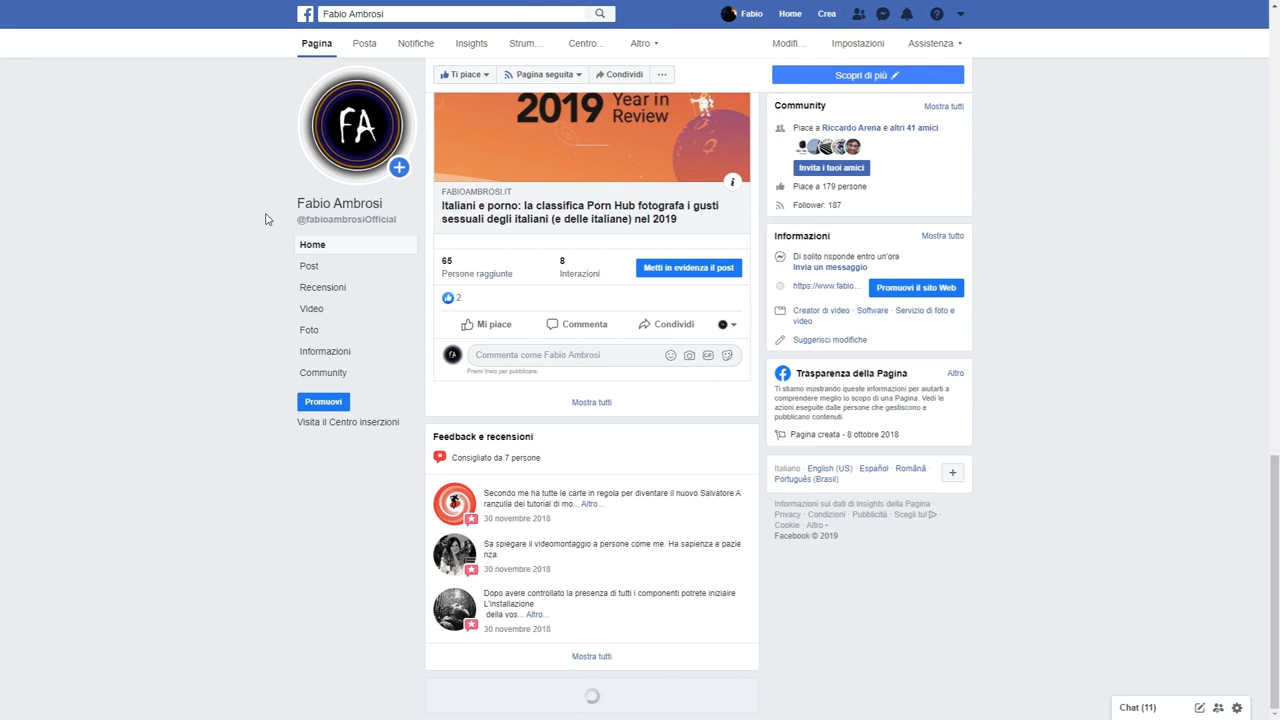 Fabio Ambrosi
Fabio
Home
Crea
Pagina
Posta
Notifiche
Insights
Strum...
Centro...
Altro
Modifi...
Impostazioni
Assistenza
FA
Fabio Ambrosi
@fabioambrosiOfficial
Home
Post
Recensioni
Video
Foto
Informazioni
Community
Promuovi
Visita il Centro inserzioni
Ti piace
Pagina seguita
Condividi
Scopri di più
2019 Year in
Review
FABIOAMBROSI.IT
Italiani e porno: la classifica Porn Hub fotografa i gusti
sessuali degli italiani (e delle italiane) nel 2019
65
Persone raggiunte
8
Interazioni
Metti in evidenza il post
2
Mi piace
Commenta
Condividi
FA
Commenta come Fabio Ambrosi
GIF
Premi Invio per pubblicare.
Mostra tutti
Feedback e recensioni
Consigliato da 7 persone
Secondo me ha tutte le carte in regola per diventare il nuovo Salvatore A
ranzulla dei tutorial di mo... Altro...
30 novembre 2018
Sa spiegare il videomontaggio a persone come me. Ha sapienza e pazie
nza.
30 novembre 2018
Dopo avere controllato la presenza di tutti i componenti potrete iniziare
L'installazione
della vos... Altro...
30 novembre 2018
Mostra tutti
Community
Mostra tutti
Piace a Riccardo Arena e altri 41 amici
Invita i tuoi amici
Piace a 179 persone
Follower: 187
Informazioni
Mostra tutto
Di solito risponde entro un'ora
Invia un messaggio
https://www.fabio...
Promuovi il sito Web
Creator di video · Software · Servizio di foto e
video
Suggerisci modifiche
Trasparenza della Pagina
Altro
Ti stiamo mostrando queste informazioni per aiutarti a
comprendere meglio lo scopo di una Pagina. Vedi le
azioni eseguite dalle persone che gestiscono e
pubblicano contenuti.
Pagina creata - 8 ottobre 2018
Italiano · English (US) · Español · Română ·
Português (Brasil)
Informazioni sui dati di Insights della Pagina
Privacy · Condizioni · Pubblicità · Scegli tu! ·
Cookie · Altro
Facebook © 2019
Chat (11)